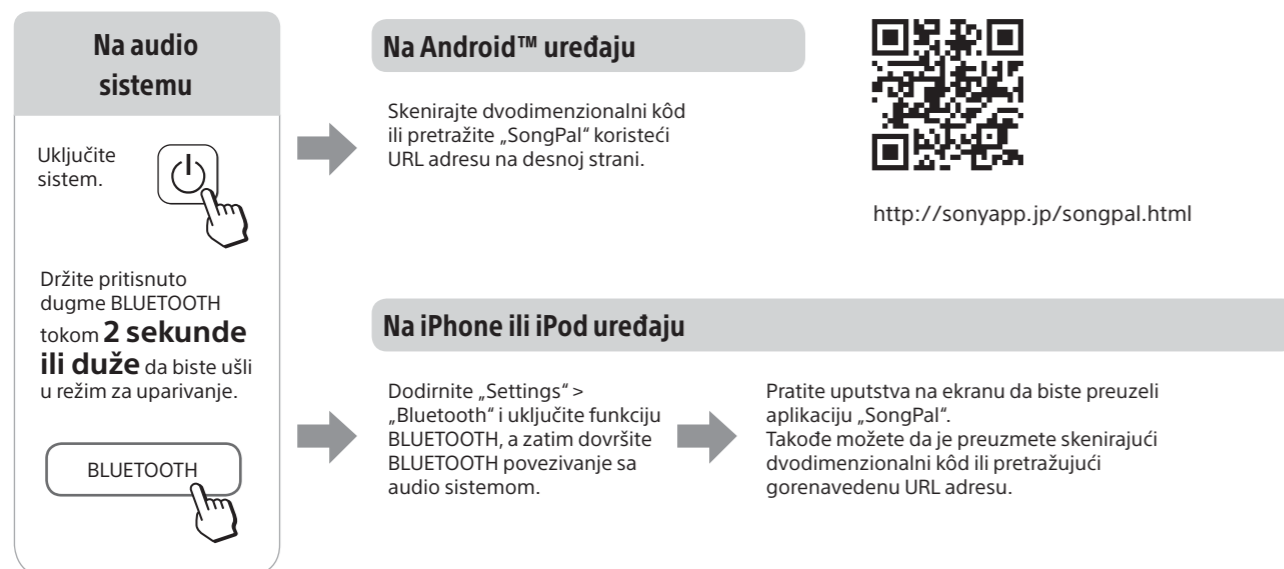 Na audio
sistemu
Uključite
sistem.
Držite pritisnuto
dugme BLUETOOTH
tokom 2 sekunde
ili duže da biste ušli
u režim za uparivanje.
BLUETOOTH
Na Android™ uređaju
Skenirajte dvodimenzionalni kôd
ili pretražite „SongPal“ koristeći
URL adresu na desnoj strani.
http://sonyapp.jp/songpal.html
Na iPhone ili iPod uređaju
Dodirnite „Settings“ >
„Bluetooth“ i uključite funkciju
BLUETOOTH, a zatim dovršite
BLUETOOTH povezivanje sa
audio sistemom.
Pratite uputstva na ekranu da biste preuzeli
aplikaciju „SongPal“.
Takođe možete da je preuzmete skenirajući
dvodimenzionalni kôd ili pretražujući
gorenavedenu URL adresu.